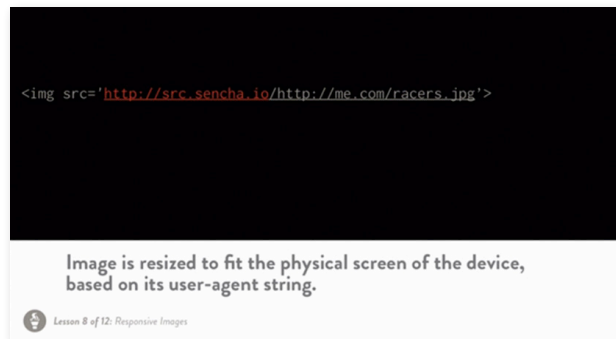 <img src='http://src.sencha.io/http://me.com/racers.jpg'>
Image is resized to fit the physical screen of the device,
based on its user-agent string.
Lesson 8 of 12: Responsive Images